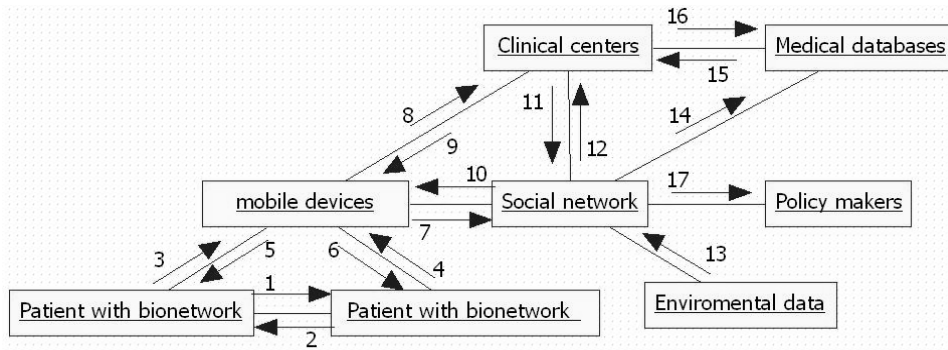 16
Clinical centers
Medical databases
15
8
11
14
9
12
10
17
mobile devices
Social network
Policy makers
7
3
5
6
4
13
1
Patient with bionetwork
Patient with bionetwork
Enviromental data
2